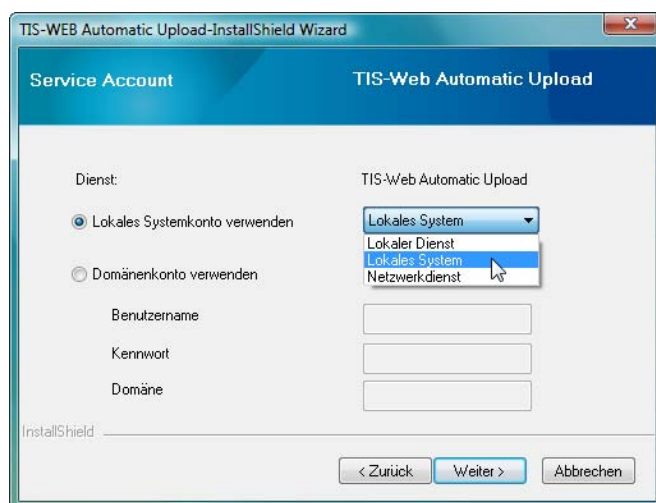 TIS-WEB Automatic Upload-InstallShield Wizard
Service Account TIS-Web Automatic Upload
Dienst: TIS-Web Automatic Upload
Lokales Systemkonto verwenden Lokales System
Lokaler Dienst
Lokales System
Domänenkonto verwenden Netzwerkdienst
Benutzername
Kennwort
Domäne
InstallShield
< Zurück Weiter > Abbrechen